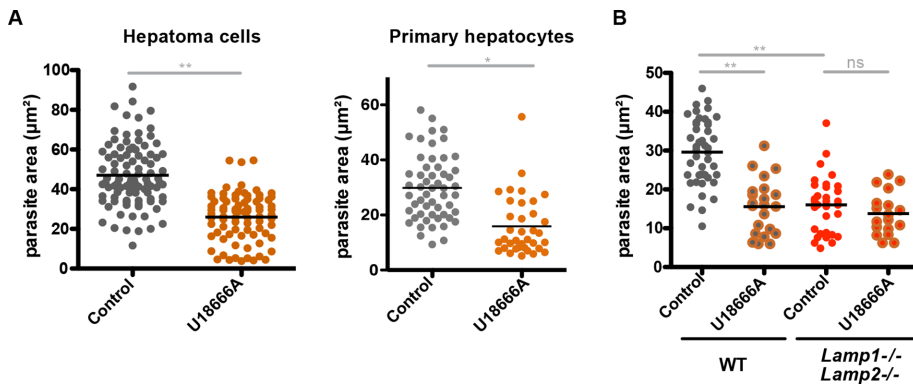 A
Hepatoma cells
**
parasite area (µm²)
100
80
60
40
20
0
Control
U18666A
Primary hepatocytes
*
parasite area (µm²)
60
40
20
0
Control
U18666A
B
**
**
ns
parasite area (µm²)
50
40
30
20
10
0
Control
U18666A
Control
U18666A
WT
Lamp1-/-
Lamp2-/-